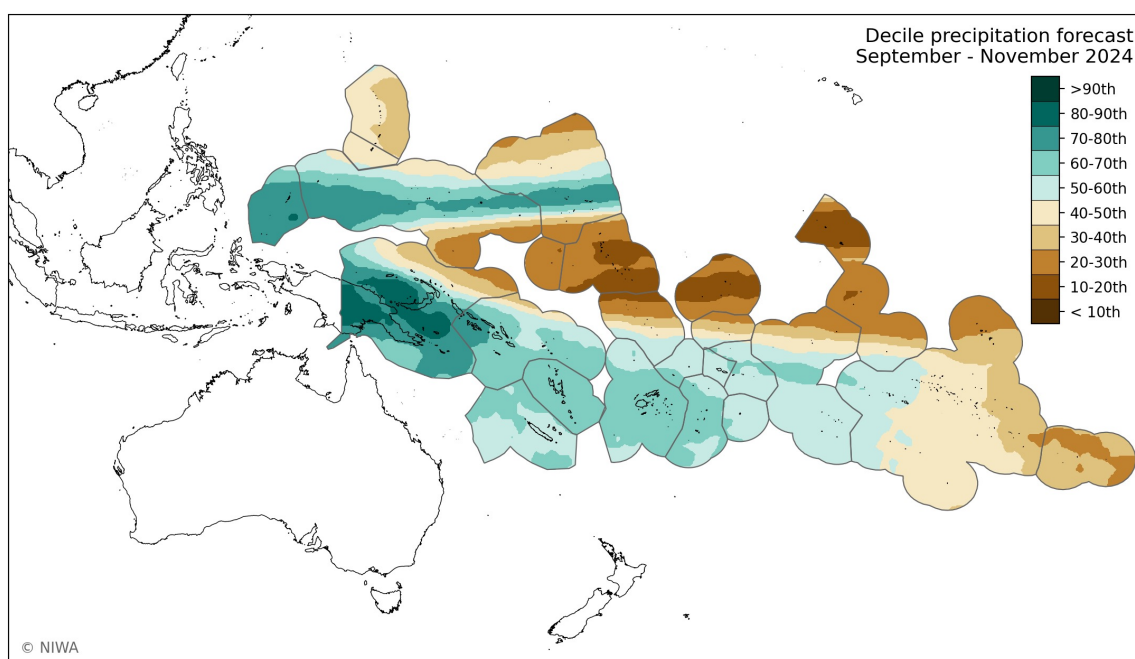 Decile precipitation forecast
September - November 2024
>90th
80-90th
70-80th
60-70th
50-60th
40-50th
30-40th
20-30th
10-20th
< 10th
© NIWA